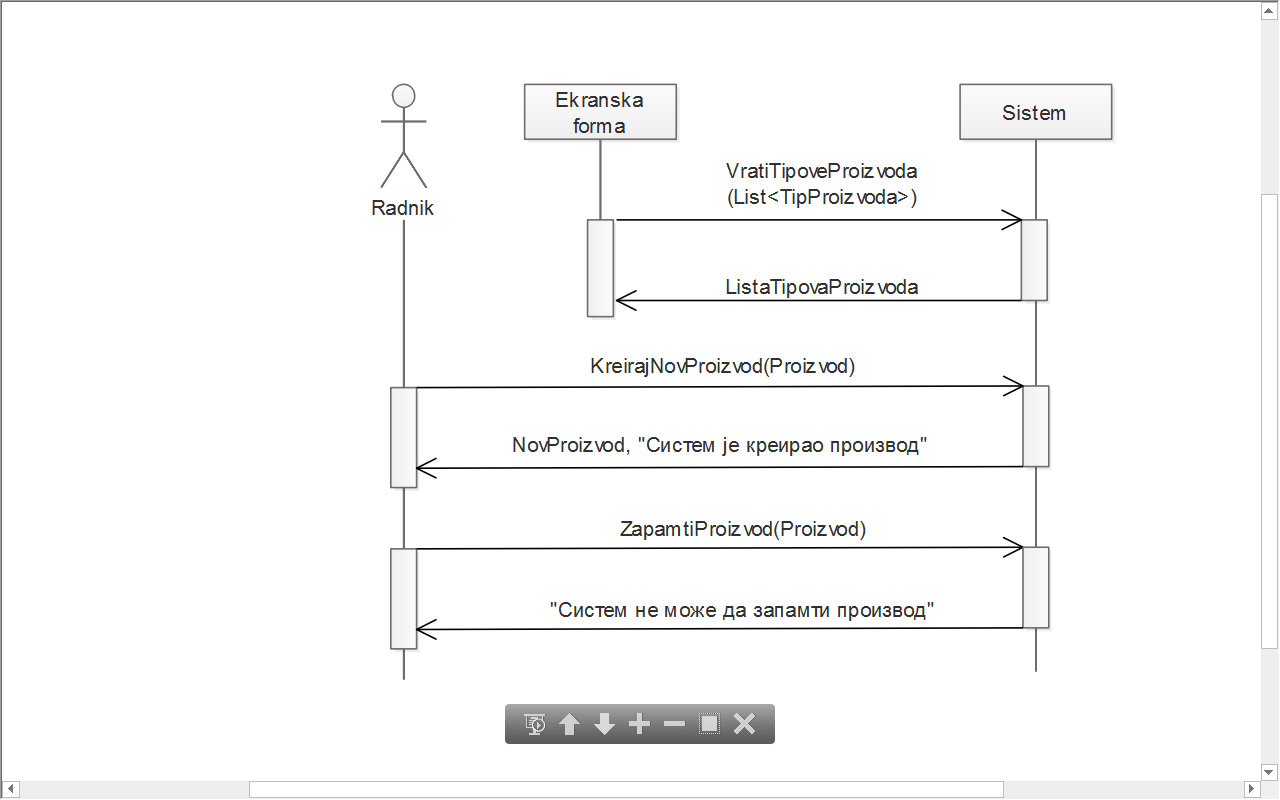 Ekranska
forma
Sistem
Radnik
VratiTipoveProizvoda
(List<TipProizvoda>)
ListaTipovaProizvoda
KreirajNovProizvod(Proizvod)
NovProizvod, "Систем је креирао производ"
ZapamtiProizvod(Proizvod)
"Систем не може да запамти производ"